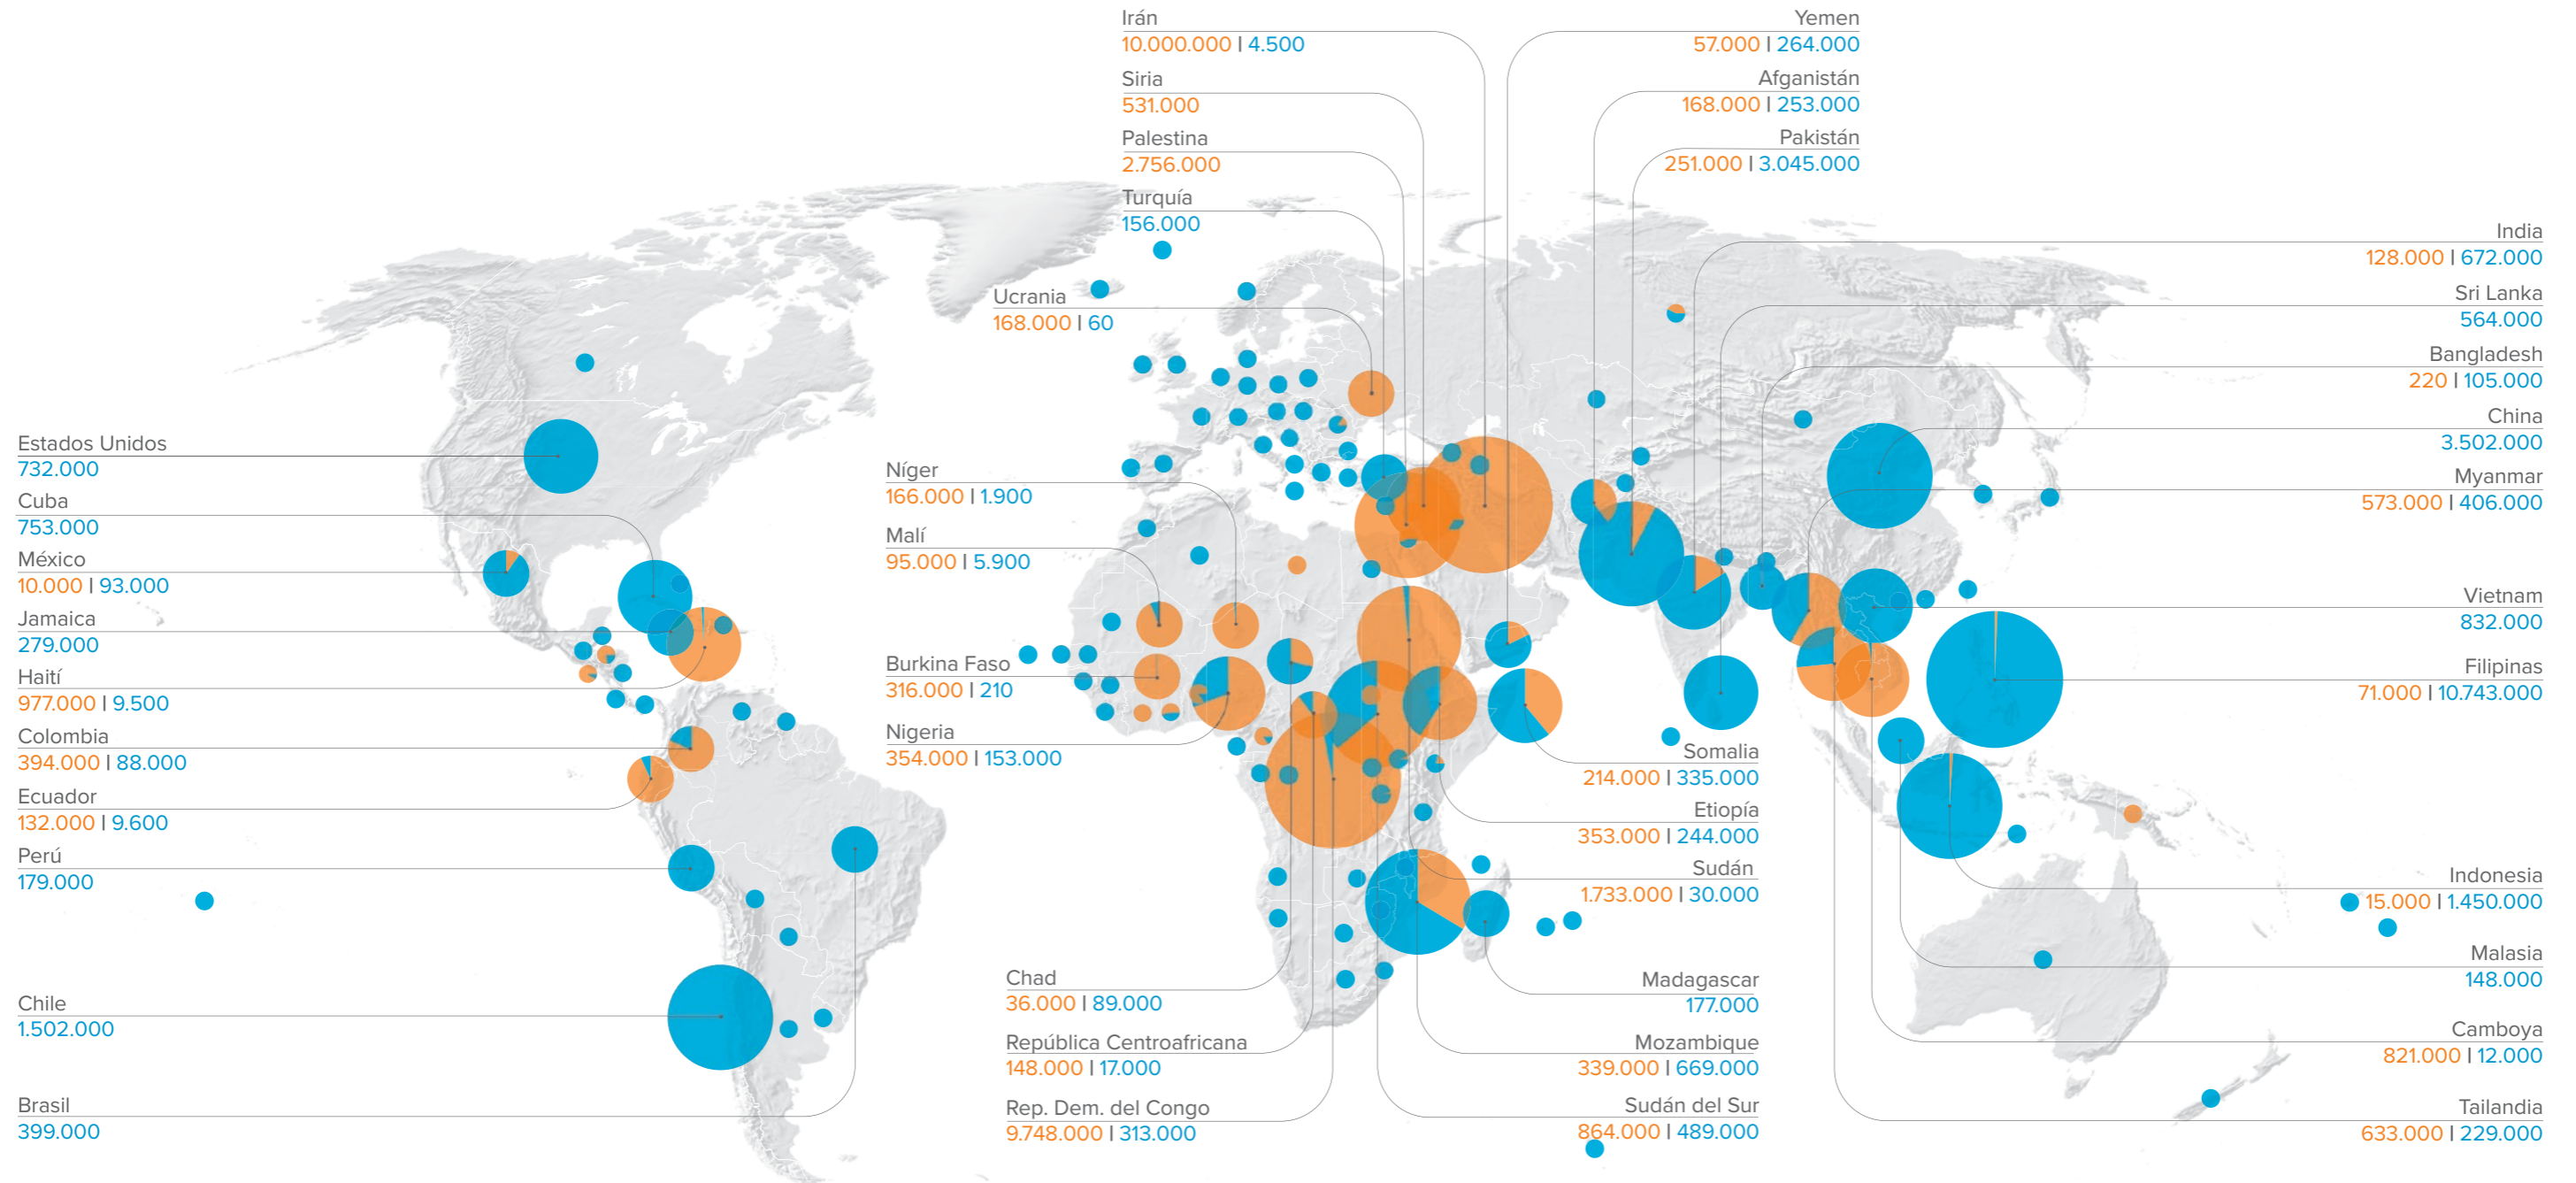 Irán
10.000.000 | 4.500
Siria
531.000
Palestina
2.756.000
Turquía
156.000
Ucrania
168.000 | 60
Yemen
57.000 | 264.000
Afganistán
168.000 | 253.000
Pakistán
251.000 | 3.045.000
India
128.000 | 672.000
Sri Lanka
564.000
Bangladesh
220 | 105.000
China
3.502.000
Myanmar
573.000 | 406.000
Vietnam
832.000
Filipinas
71.000 | 10.743.000
Indonesia
15.000 | 1.450.000
Malasia
148.000
Camboya
821.000 | 12.000
Tailandia
633.000 | 229.000
Estados Unidos
732.000
Cuba
753.000
México
10.000 | 93.000
Jamaica
279.000
Haití
977.000 | 9.500
Colombia
394.000 | 88.000
Ecuador
132.000 | 9.600
Perú
179.000
Chile
1.502.000
Brasil
399.000
Níger
166.000 | 1.900
Malí
95.000 | 5.900
Burkina Faso
316.000 | 210
Nigeria
354.000 | 153.000
Chad
36.000 | 89.000
República Centroafricana
148.000 | 17.000
Rep. Dem. del Congo
9.748.000 | 313.000
Somalia
214.000 | 335.000
Etiopía
353.000 | 244.000
Sudán
1.733.000 | 30.000
Madagascar
177.000
Mozambique
339.000 | 669.000
Sudán del Sur
864.000 | 489.000